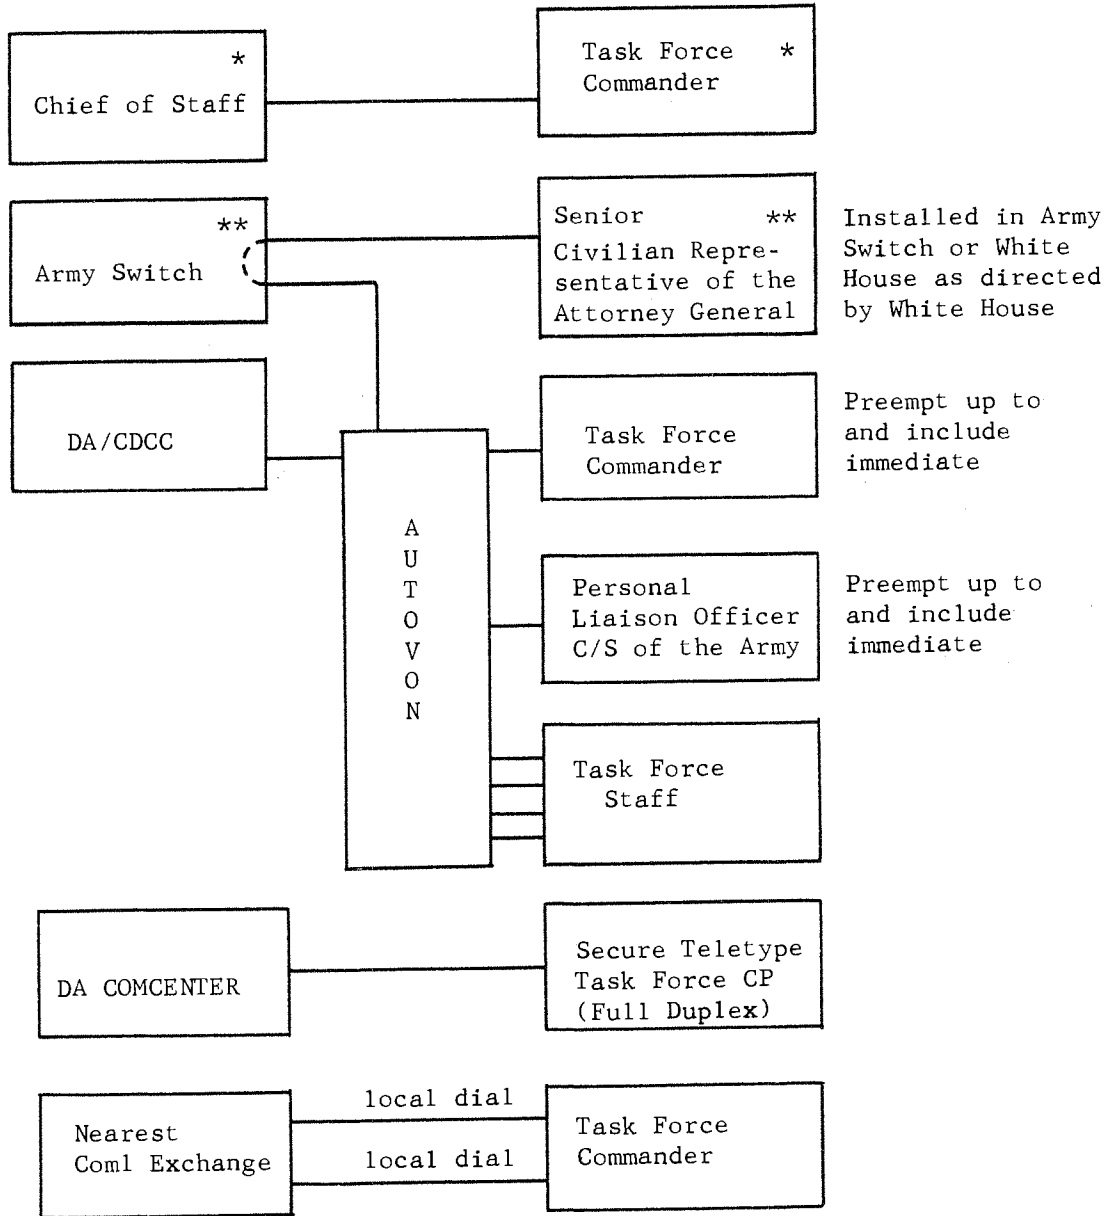 *
Chief of Staff
Task Force *
Commander
**
Army Switch
Senior **
Civilian Repre-
sentative of the
Attorney General
Installed in Army
Switch or White
House as directed
by White House
DA/CDCC
Task Force
Commander
Preempt up to
and include
immediate
A
U
T
O
V
O
N
Personal
Liaison Officer
C/S of the Army
Preempt up to
and include
immediate
Task Force
Staff
DA COMCENTER
Secure Teletype
Task Force CP
(Full Duplex)
Nearest
Coml Exchange
local dial
local dial
Task Force
Commander